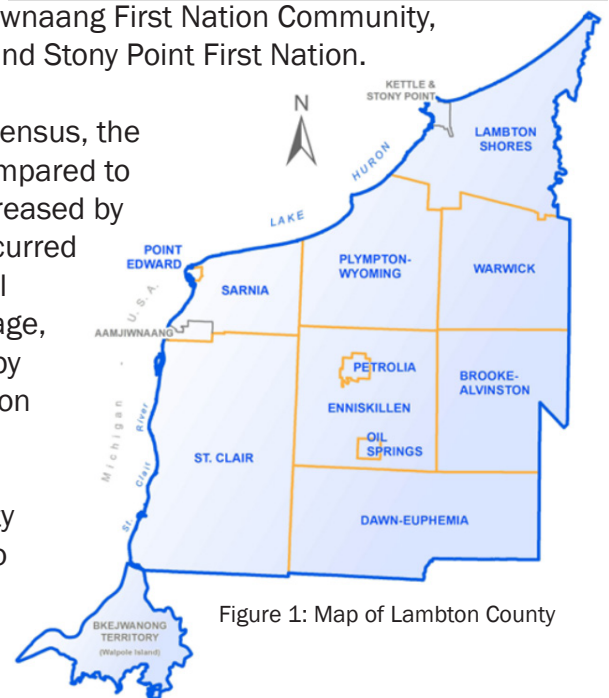 wnaang First Nation Community,
nd Stony Point First Nation.
ensus, the
mpared to
reased by
curred
l
age,
by
on
y
o
N
KETTLE &
STONY POINT
LAMBTON
SHORES
LAKE HURON
POINT
EDWARD
SARNIA
PLYMPTON-
WYOMING
WARWICK
AAMJIWNAANG
Michigan - U.S.A.
PETROLIA
BROOKE-
ALVINSTON
ENNISKILLEN
OIL
SPRINGS
ST. CLAIR
St. Clair River
DAWN-EUPHEMIA
BKEJWANONG
TERRITORY
(Walpole Island)
Figure 1: Map of Lambton County